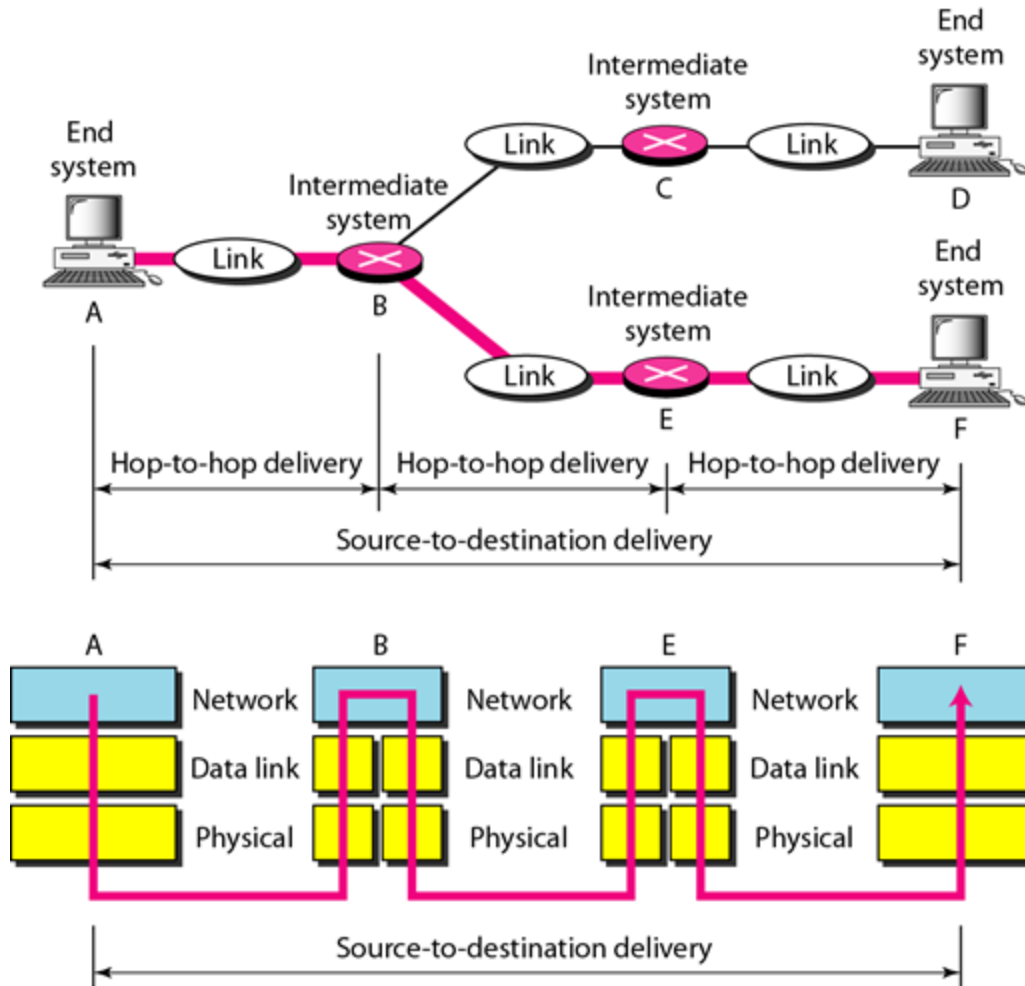 End
system
Intermediate
system
Link
Link
C
D
End
system
Intermediate
system
Link
A
B
End
system
Intermediate
system
Link
Link
E
F
Hop-to-hop delivery
Hop-to-hop delivery
Hop-to-hop delivery
Source-to-destination delivery
A
B
E
F
Network
Network
Network
Data link
Data link
Data link
Physical
Physical
Physical
Source-to-destination delivery